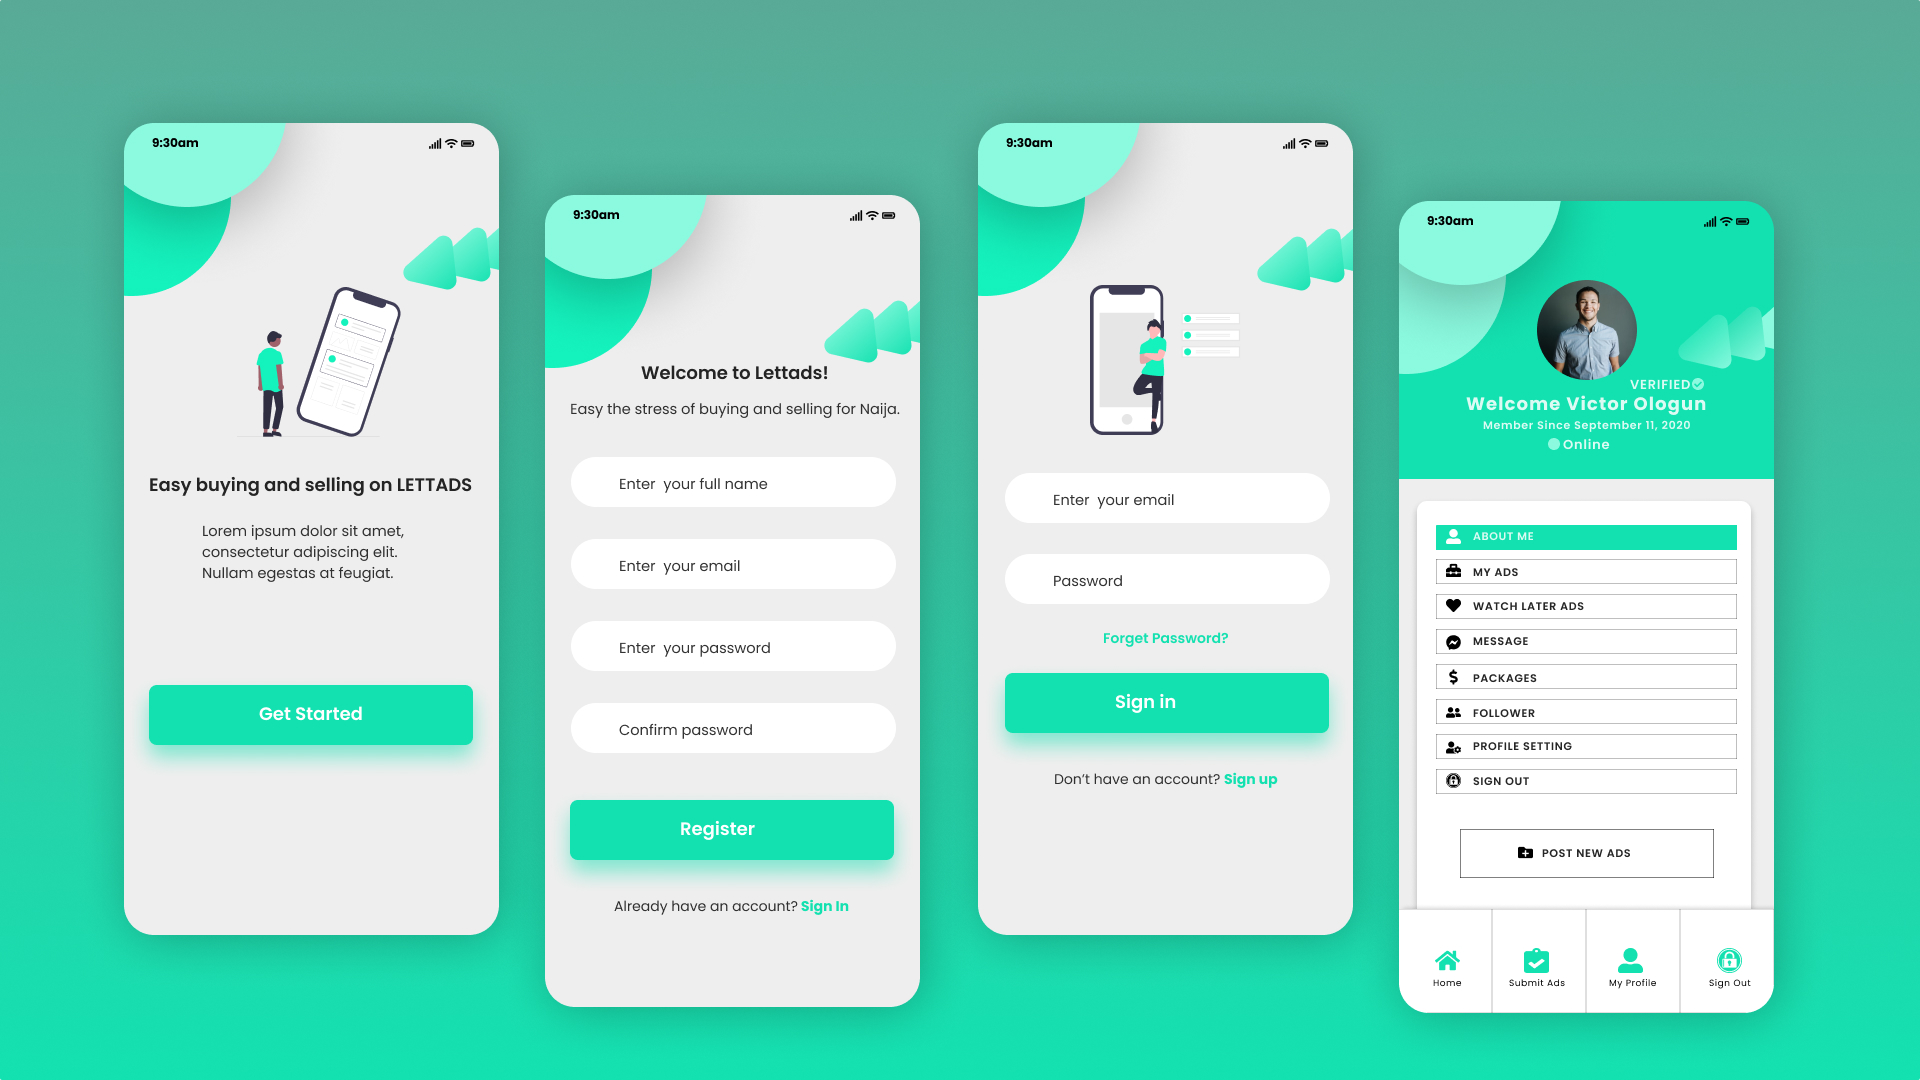 9:30am
Easy buying and selling on LETTADS
Lorem ipsum dolor sit amet,
consectetur adipiscing elit.
Nullam egestas at feugiat.
Get Started
9:30am
Welcome to Lettads!
Easy the stress of buying and selling for Naija.
Enter your full name
Enter your email
Enter your password
Confirm password
Register
Already have an account? Sign In
9:30am
Enter your email
Password
Forget Password?
Sign in
Don't have an account? Sign up
9:30am
VERIFIED
Welcome Victor Ologun
Member Since September 11, 2020
Online
ABOUT ME
MY ADS
WATCH LATER ADS
MESSAGE
PACKAGES
FOLLOWER
PROFILE SETTING
SIGN OUT
POST NEW ADS
Home
Submit Ads
My Profile
Sign Out